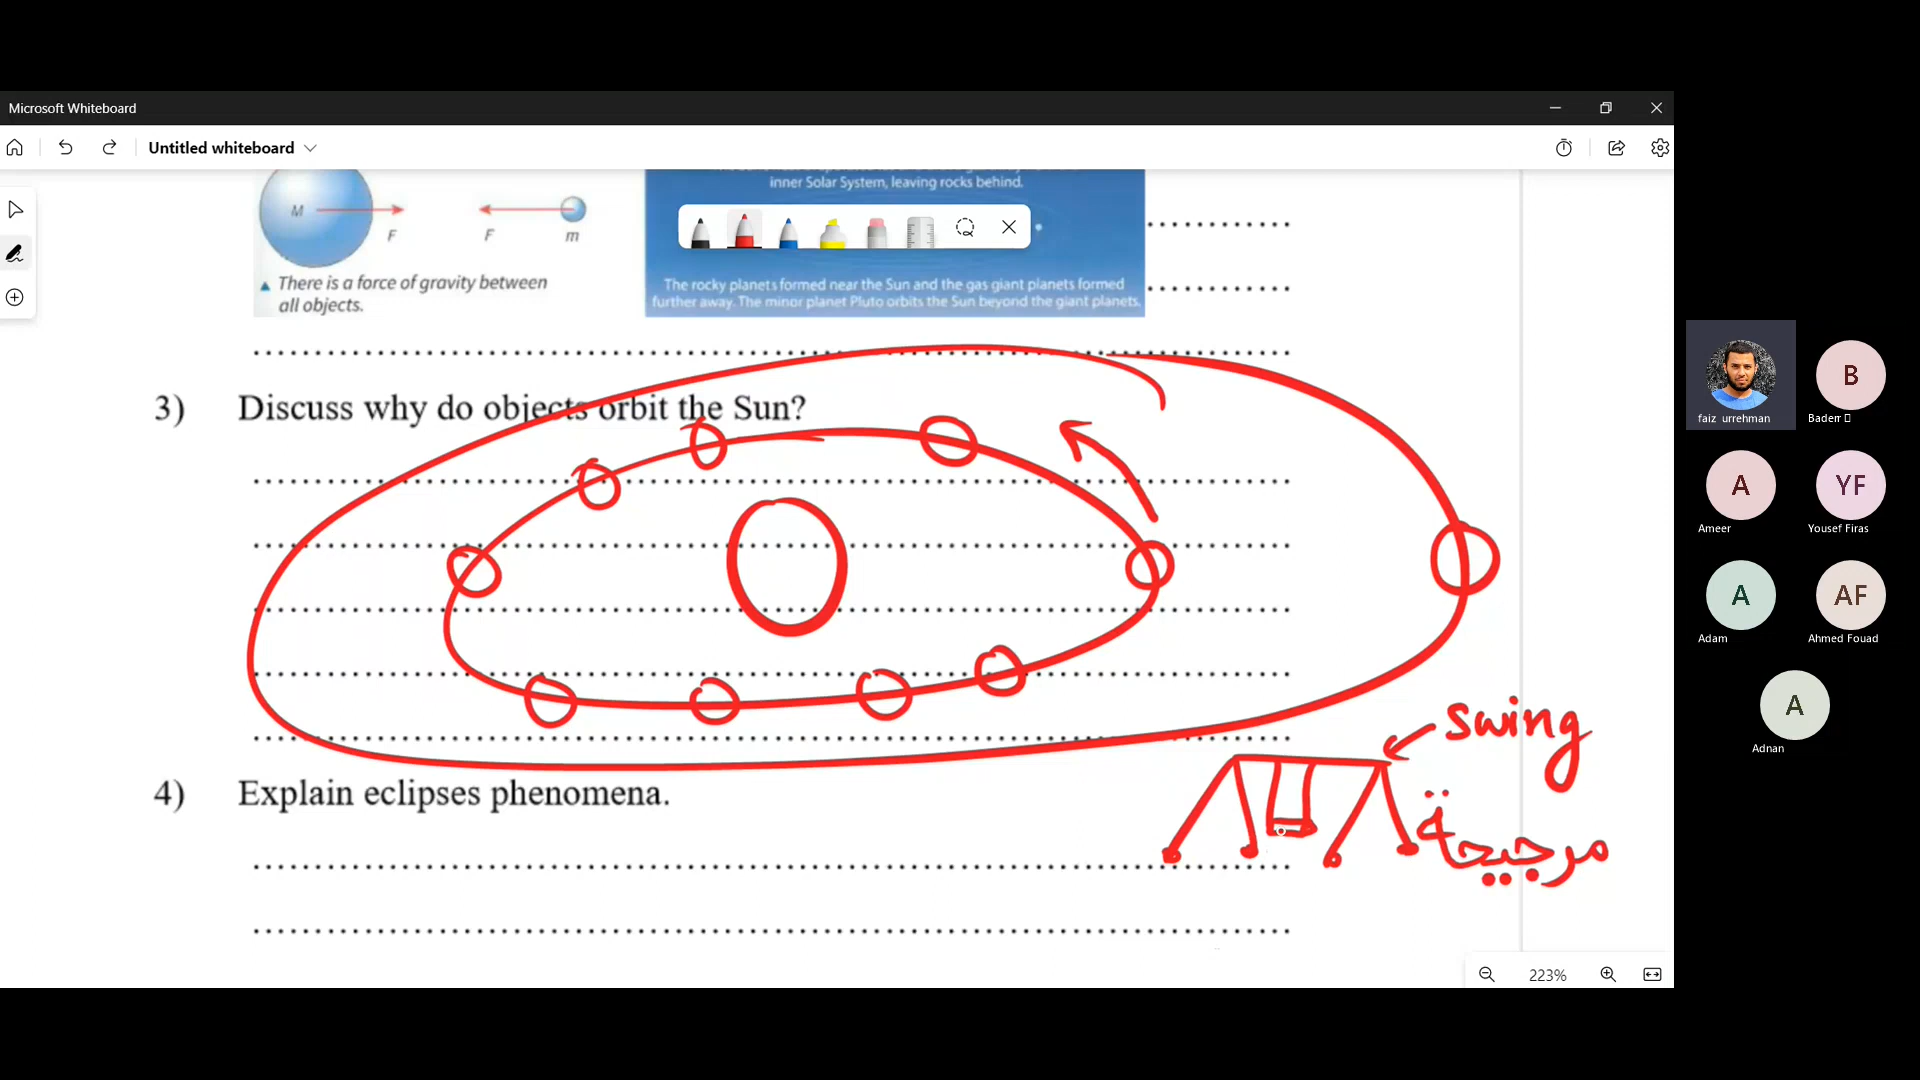 Microsoft Whiteboard
Untitled whiteboard
inner Solar System, leaving rocks behind.
M
F
F
m
There is a force of gravity between
all objects.
The rocky planets formed near the Sun and the gas giant planets formed
further away. The minor planet Pluto orbits the Sun beyond the giant planets.
3) Discuss why do objects orbit the Sun?
swing
مرجيحة
4) Explain eclipses phenomena.
223%
faiz urrehman
B
Baderr
A
Ameer
YF
Yousef Firas
A
Adam
AF
Ahmed Fouad
A
Adnan